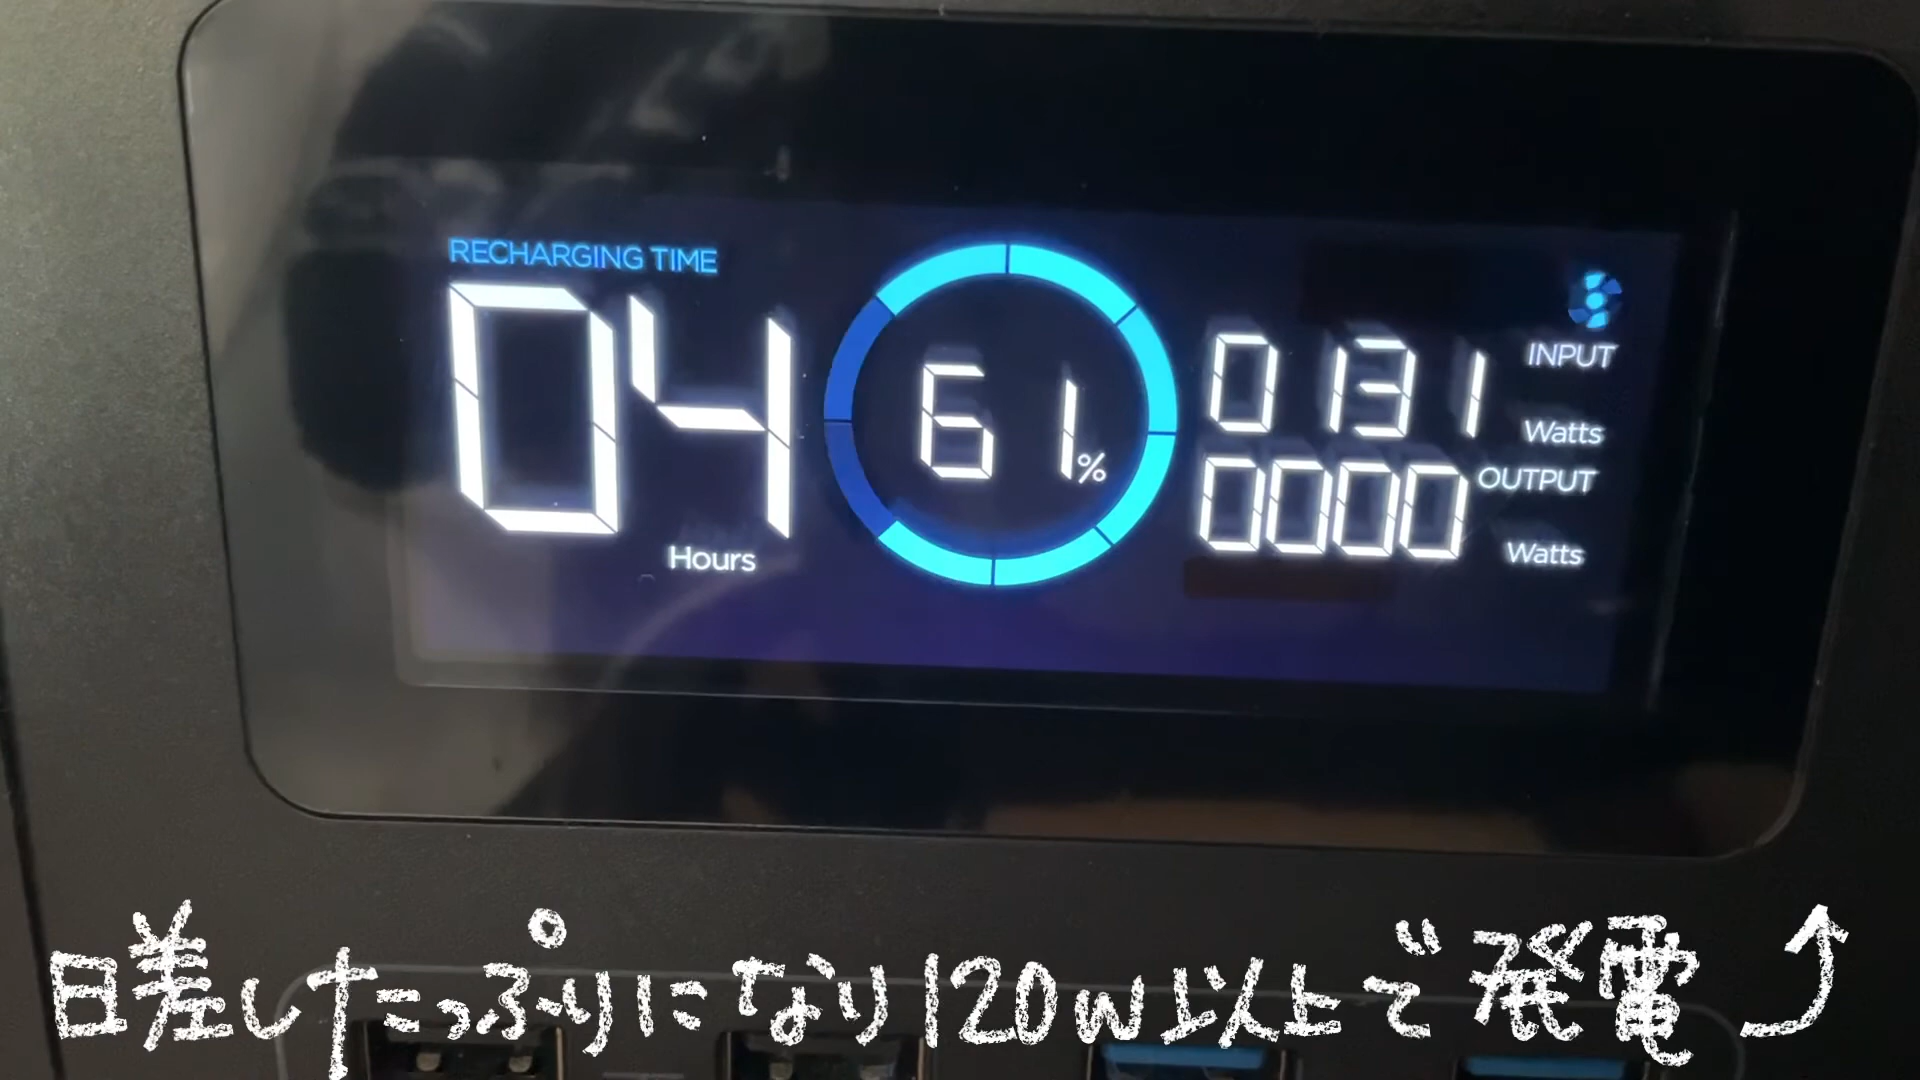 RECHARGING TIME
04
Hours
61%
0131
INPUT
Watts
0000
OUTPUT
Watts
日差したっぷりになり120W以上で発電⤴